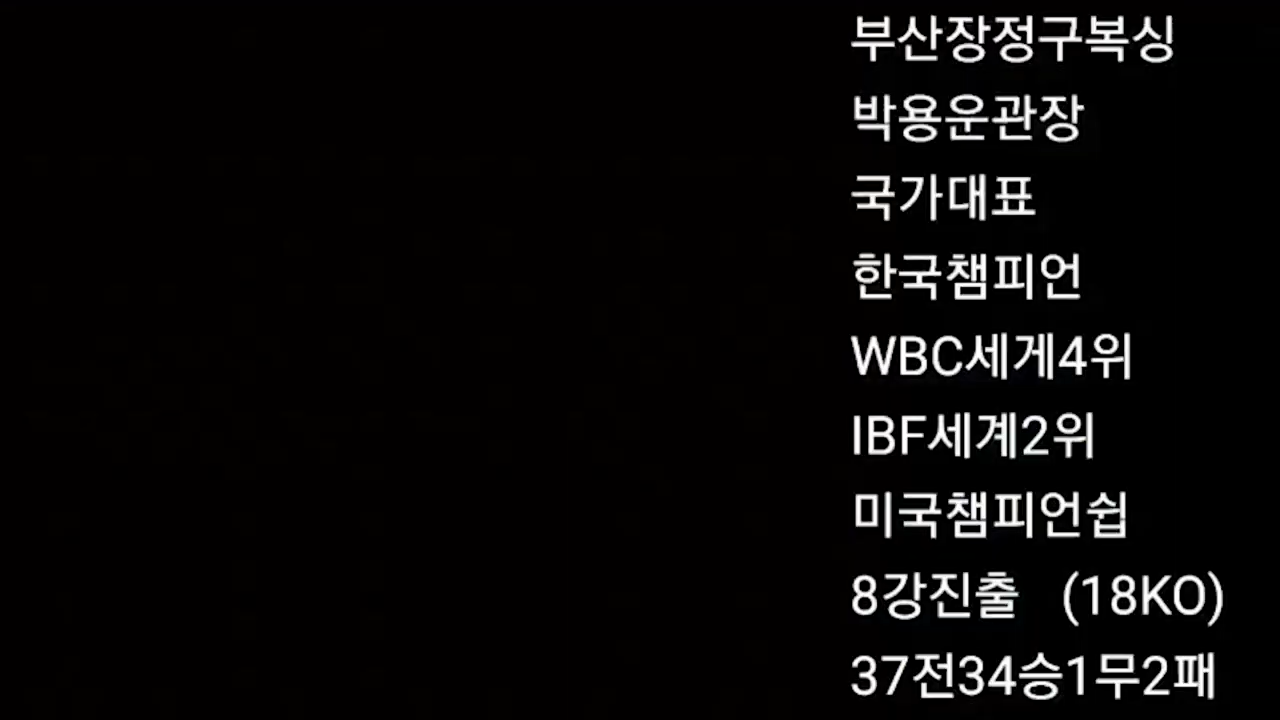 부산장정구복싱
박용운관장
국가대표
한국챔피언
WBC세게4위
IBF세계2위
미국챔피언쉽
8강진출 (18KO)
37전34승1무2패